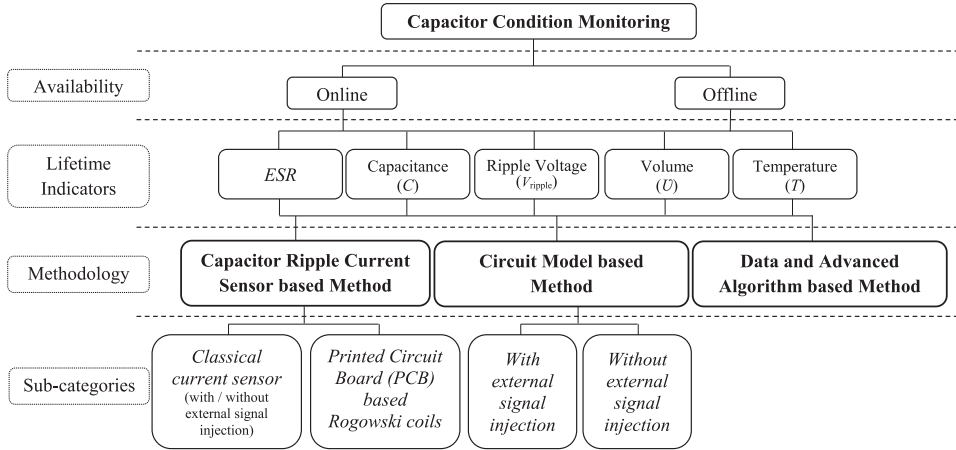 Capacitor Condition Monitoring
Availability
Online
Offline
Lifetime
Indicators
ESR
Capacitance
(C)
Ripple Voltage
(Vripple)
Volume
(U)
Temperature
(T)
Methodology
Capacitor Ripple Current
Sensor based Method
Circuit Model based
Method
Data and Advanced
Algorithm based Method
Sub-categories
Classical
current sensor
(with / without
external signal
injection)
Printed Circuit
Board (PCB)
based
Rogowski coils
With
external
signal
injection
Without
external
signal
injection